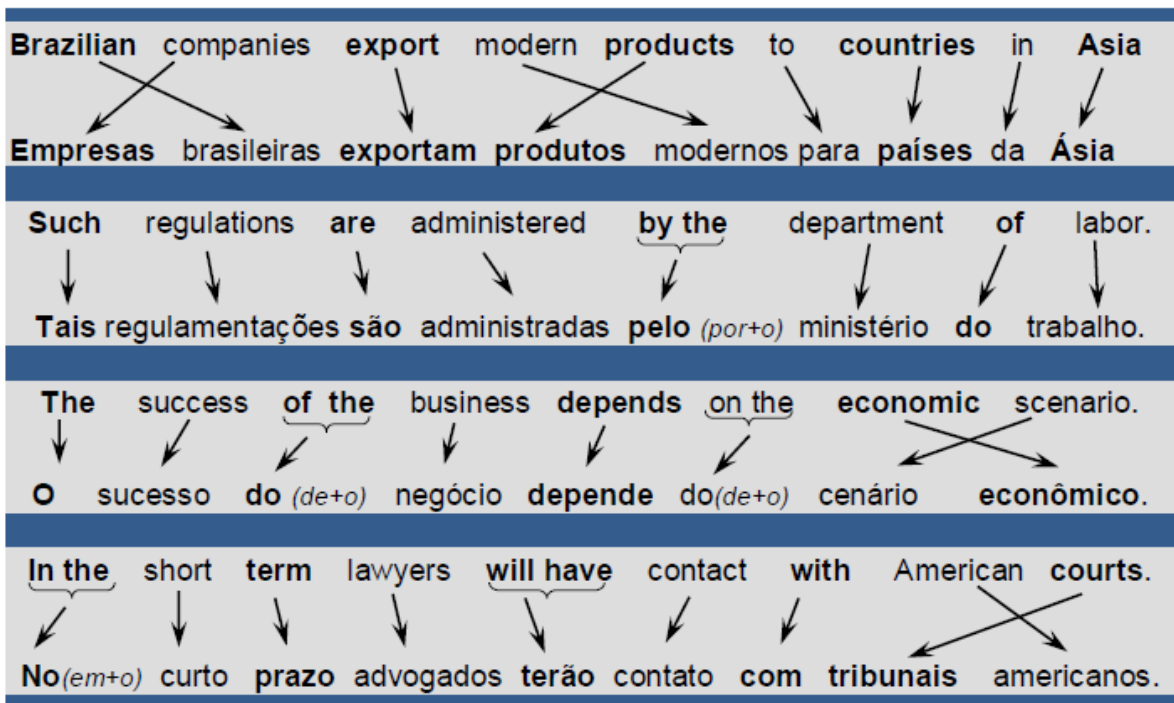 Brazilian companies export modern products to countries in Asia
Empresas brasileiras exportam produtos modernos para países da Ásia
Such regulations are administered by the department of labor.
Tais regulamentações são administradas pelo (por+o) ministério do trabalho.
The success of the business depends on the economic scenario.
O sucesso do (de+o) negócio depende do(de+o) cenário econômico.
In the short term lawyers will have contact with American courts.
No(em+o) curto prazo advogados terão contato com tribunais americanos.